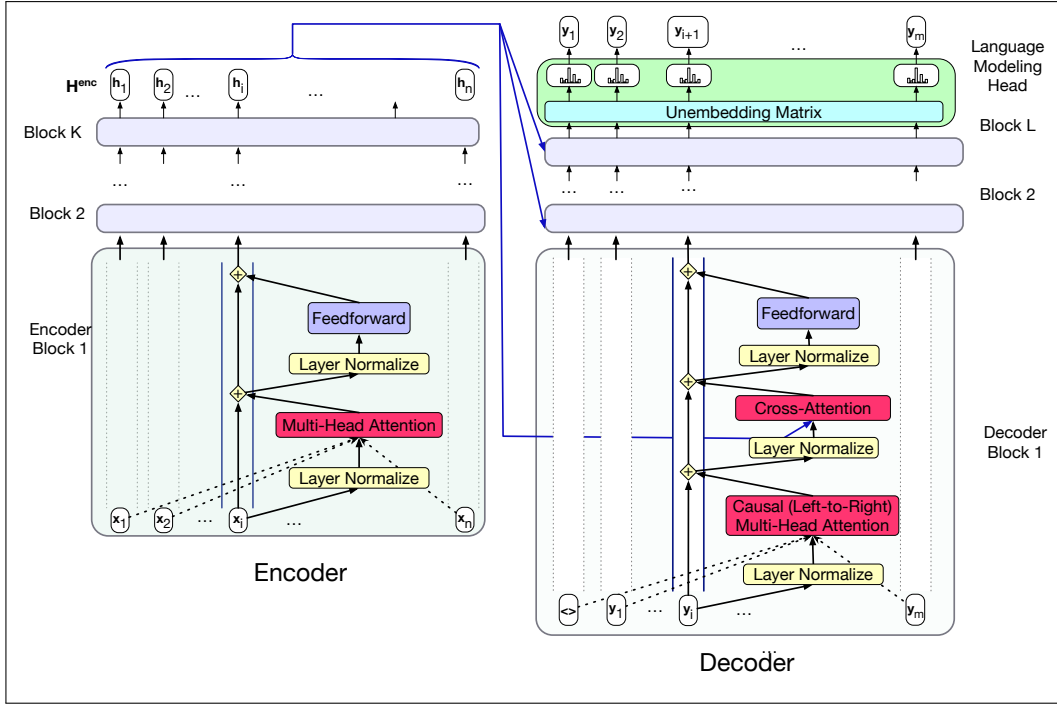 y1 y2 yi+1 ... ym
Language
Modeling
Head
Henc h1 h2 ... hi ... hn
Unembedding Matrix
Block K
Block L
... ... ...
... ... ... ...
Block 2
Block 2
Encoder
Block 1
Feedforward
Layer Normalize
Multi-Head Attention
Layer Normalize
x1 x2 ... xi ... xn
Encoder
Feedforward
Layer Normalize
Cross-Attention
Layer Normalize
Decoder
Block 1
Causal (Left-to-Right)
Multi-Head Attention
Layer Normalize
<> y1 ... yi ... ym
...
Decoder